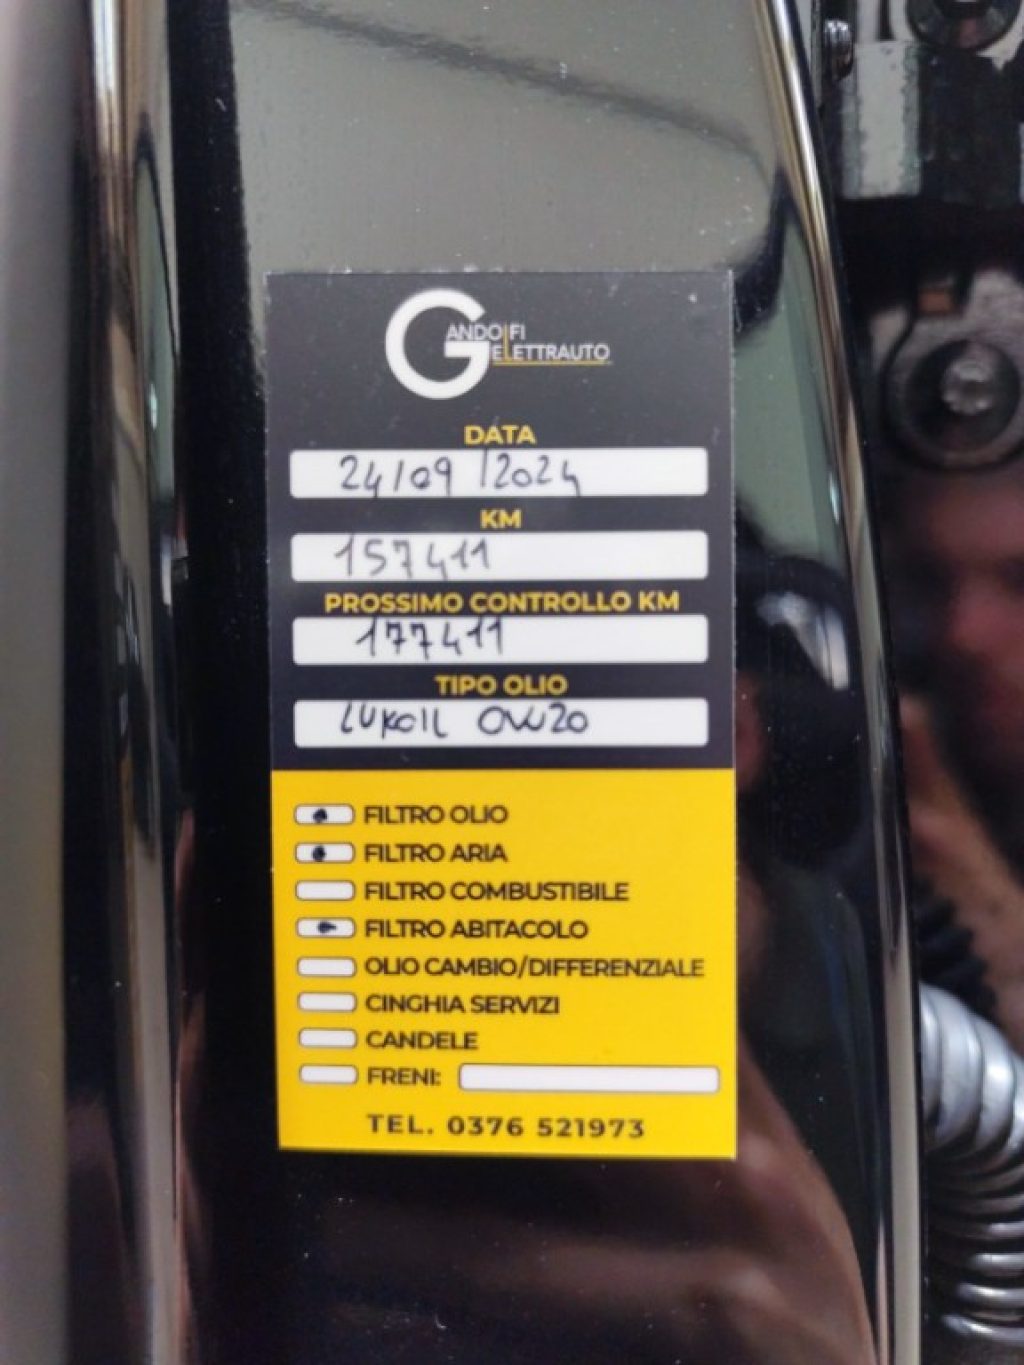 GANDOLFI
ELETTRAUTO
DATA
24/09/2024
KM
157411
PROSSIMO CONTROLLO KM
177411
TIPO OLIO
LUKOIL 0W20
FILTRO OLIO
FILTRO ARIA
FILTRO COMBUSTIBILE
FILTRO ABITACOLO
OLIO CAMBIO/DIFFERENZIALE
CINGHIA SERVIZI
CANDELE
FRENI:
TEL. 0376 521973